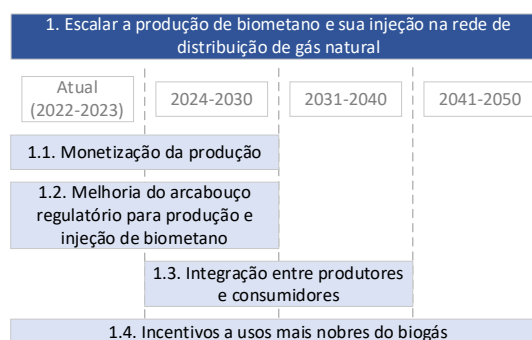 1. Escalar a produção de biometano e sua injeção na rede de
distribuição de gás natural
Atual
(2022-2023)
2024-2030
2031-2040
2041-2050
1.1. Monetização da produção
1.2. Melhoria do arcabouço
regulatório para produção e
injeção de biometano
1.3. Integração entre produtores
e consumidores
1.4. Incentivos a usos mais nobres do biogás